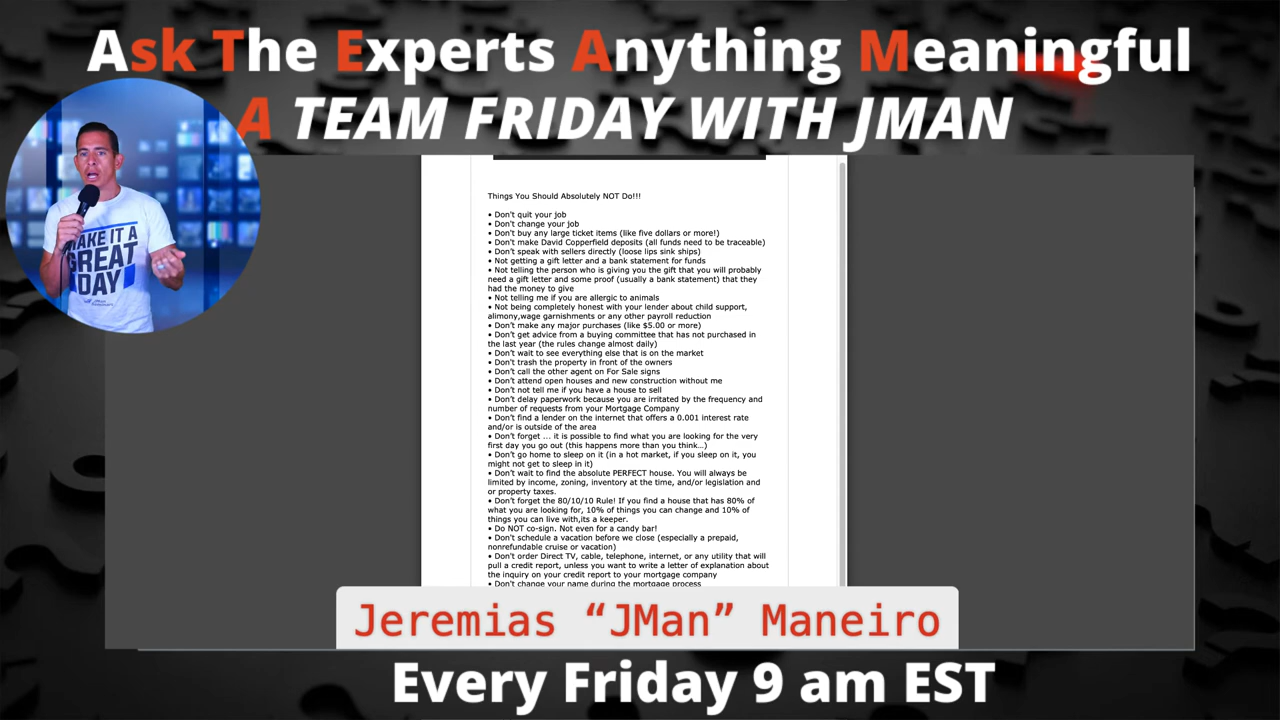 Ask The Experts Anything Meaningful
A TEAM FRIDAY WITH JMAN
MAKE IT A
GREAT
DAY
Things You Should Absolutely NOT Do!!!
• Don't quit your job
• Don't change your job
• Don't buy any large ticket items (like five dollars or more!)
• Don't make David Copperfield deposits (all funds need to be traceable)
• Don't speak with sellers directly (loose lips sink ships)
• Not getting a gift letter and a bank statement for funds
• Not telling the person who is giving you the gift that you will probably
need a gift letter and some proof (usually a bank statement) that they
had the money to give
• Not telling me if you are allergic to animals
• Not being completely honest with your lender about child support,
alimony,wage garnishments or any other payroll reduction
• Don't make any major purchases (like $5.00 or more)
• Don't get advice from a buying committee that has not purchased in
the last year (the rules change almost daily)
• Don't wait to see everything else that is on the market
• Don't trash the property in front of the owners
• Don't call the other agent on For Sale signs
• Don't attend open houses and new construction without me
• Don't not tell me if you have a house to sell
• Don't delay paperwork because you are irritated by the frequency and
number of requests from your Mortgage Company
• Don't find a lender on the internet that offers a 0.001 interest rate
and/or is outside of the area
• Don't forget ... it is possible to find what you are looking for the very
first day you go out (this happens more than you think…)
• Don't go home to sleep on it (in a hot market, if you sleep on it, you
might not get to sleep in it)
• Don't wait to find the absolute PERFECT house. You will always be
limited by income, zoning, inventory at the time, and/or legislation and
or property taxes.
• Don't forget the 80/10/10 Rule! If you find a house that has 80% of
what you are looking for, 10% of things you can change and 10% of
things you can live with,its a keeper.
• Do NOT co-sign. Not even for a candy bar!
• Don't schedule a vacation before we close (especially a prepaid,
nonrefundable cruise or vacation)
• Don't order Direct TV, cable, telephone, internet, or any utility that will
pull a credit report, unless you want to write a letter of explanation about
the inquiry on your credit report to your mortgage company
• Don't change your name during the mortgage process
Jeremias “JMan” Maneiro
Every Friday 9 am EST